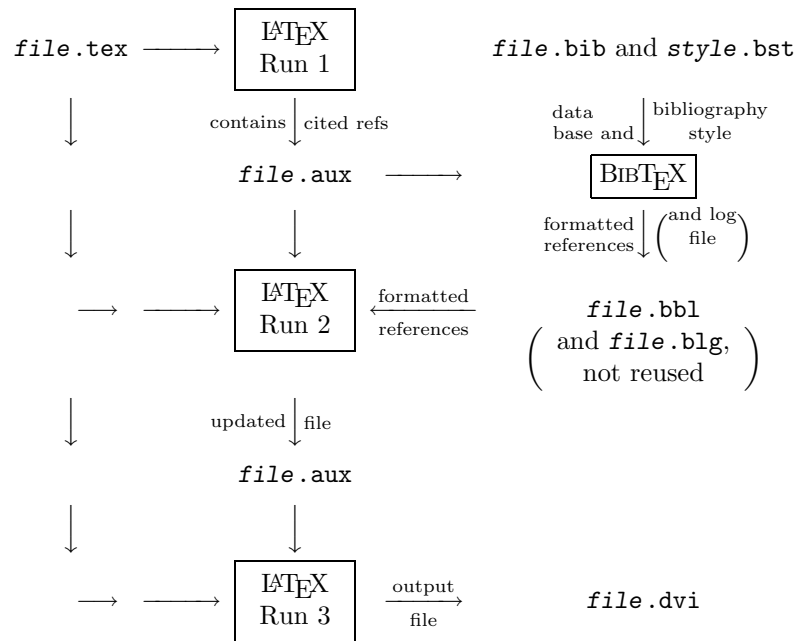 file.tex
LATEX
Run 1
file.bib and style.bst
contains
cited refs
data
base and
bibliography
style
file.aux
BIBTEX
formatted
references
(and log
file)
LATEX
Run 2
formatted
references
file.bbl
(and file.blg,
not reused)
updated
file
file.aux
LATEX
Run 3
output
file
file.dvi